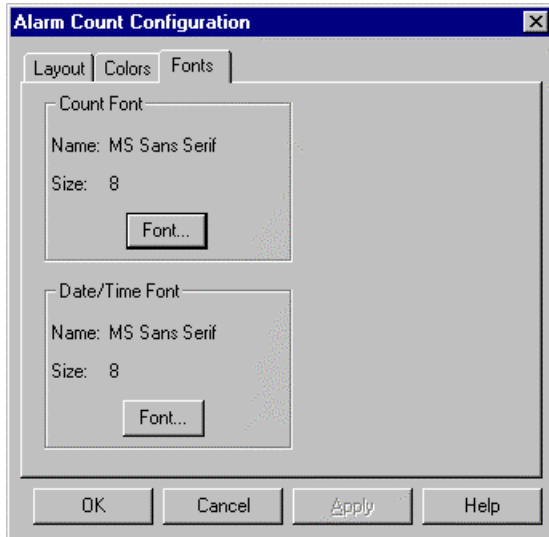 Alarm Count Configuration
Layout Colors Fonts
Count Font
Name: MS Sans Serif
Size: 8
Font...
Date/Time Font
Name: MS Sans Serif
Size: 8
Font...
OK Cancel Apply Help